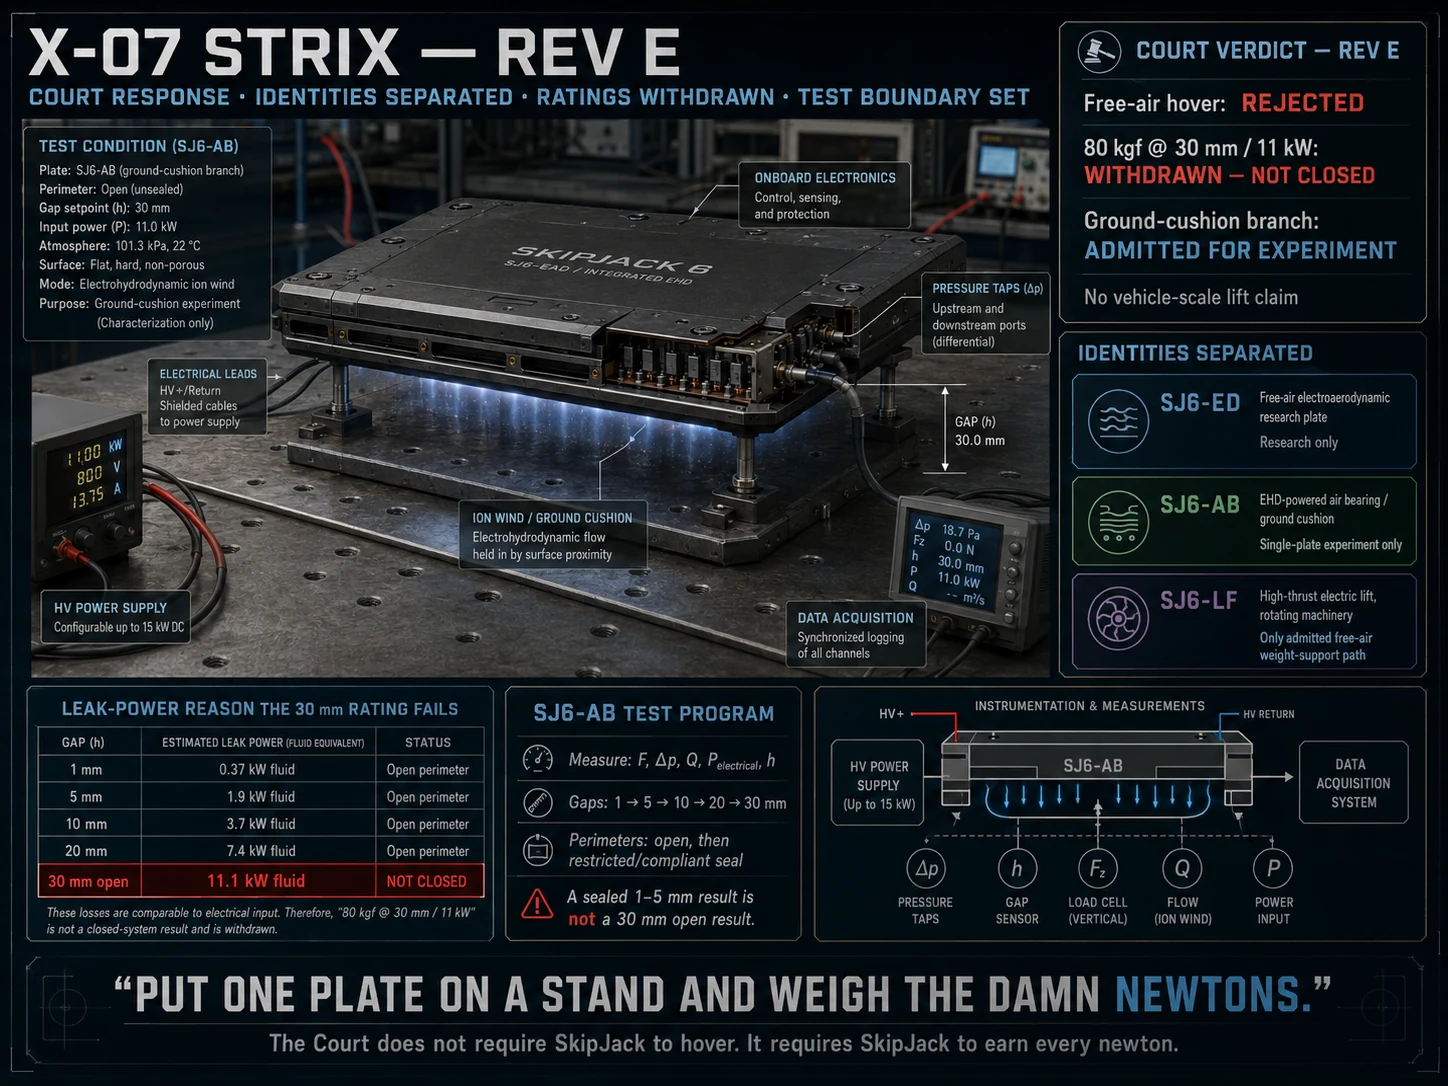 X-07 STRIX — REV E
COURT RESPONSE · IDENTITIES SEPARATED · RATINGS WITHDRAWN · TEST BOUNDARY SET
TEST CONDITION (SJ6-AB)
Plate: SJ6-AB (ground-cushion branch)
Perimeter: Open (unsealed)
Gap setpoint (h): 30 mm
Input power (P): 11.0 kW
Atmosphere: 101.3 kPa, 22 °C
Surface: Flat, hard, non-porous
Mode: Electrohydrodynamic ion wind
Purpose: Ground-cushion experiment
(Characterization only)
ONBOARD ELECTRONICS
Control, sensing,
and protection
SKIPJACK 6
SJ6-EAD / INTEGRATED EHD
PRESSURE TAPS (Δp)
Upstream and
downstream ports
(differential)
ELECTRICAL LEADS
HV+/Return
Shielded cables
to power supply
GAP (h)
30.0 mm
11,00 kW
800 V
13.75 A
ION WIND / GROUND CUSHION
Electrohydrodynamic flow
held in by surface proximity
Δp 18.7 Pa
Fz 0.0 N
h 30.0 mm
P 11.0 kW
Q -- m³/s
HV POWER SUPPLY
Configurable up to 15 kW DC
DATA ACQUISITION
Synchronized logging
of all channels
COURT VERDICT — REV E
Free-air hover: REJECTED
80 kgf @ 30 mm / 11 kW:
WITHDRAWN — NOT CLOSED
Ground-cushion branch:
ADMITTED FOR EXPERIMENT
No vehicle-scale lift claim
IDENTITIES SEPARATED
SJ6-ED
Free-air electroaerodynamic
research plate
Research only
SJ6-AB
EHD-powered air bearing /
ground cushion
Single-plate experiment only
SJ6-LF
High-thrust electric lift,
rotating machinery
Only admitted free-air
weight-support path
LEAK-POWER REASON THE 30 mm RATING FAILS
GAP (h) ESTIMATED LEAK POWER (FLUID EQUIVALENT) STATUS
1 mm 0.37 kW fluid Open perimeter
5 mm 1.9 kW fluid Open perimeter
10 mm 3.7 kW fluid Open perimeter
20 mm 7.4 kW fluid Open perimeter
30 mm open 11.1 kW fluid NOT CLOSED
These losses are comparable to electrical input. Therefore, "80 kgf @ 30 mm / 11 kW"
is not a closed-system result and is withdrawn.
SJ6-AB TEST PROGRAM
Measure: F, Δp, Q, Pelectrical, h
Gaps: 1 → 5 → 10 → 20 → 30 mm
Perimeters: open, then
restricted/compliant seal
A sealed 1–5 mm result is
not a 30 mm open result.
INSTRUMENTATION & MEASUREMENTS
HV+
HV RETURN
HV POWER
SUPPLY
(Up to 15 kW)
SJ6-AB
DATA
ACQUISITION
SYSTEM
Δp h Fz Q P
PRESSURE
TAPS
GAP
SENSOR
LOAD CELL
(VERTICAL)
FLOW
(ION WIND)
POWER
INPUT
“PUT ONE PLATE ON A STAND AND WEIGH THE DAMN NEWTONS.”
The Court does not require SkipJack to hover. It requires SkipJack to earn every newton.